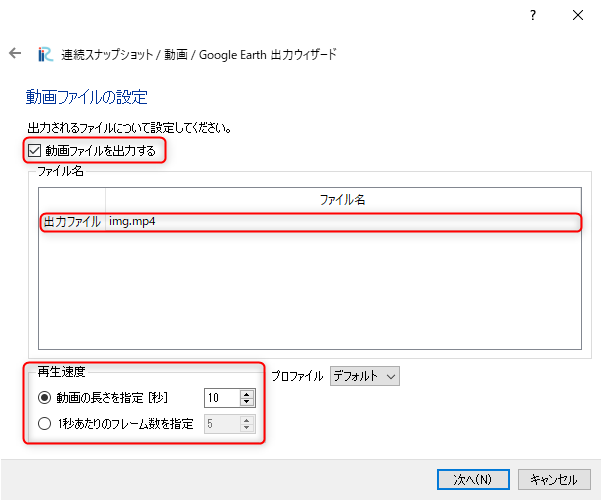 ?
連続スナップショット / 動画 / Google Earth 出力ウィザード
動画ファイルの設定
出力されるファイルについて設定してください。
動画ファイルを出力する
ファイル名
ファイル名
出力ファイル img.mp4
再生速度
プロファイル デフォルト
動画の長さを指定 [秒] 10
1秒あたりのフレーム数を指定 5
次へ(N) キャンセル